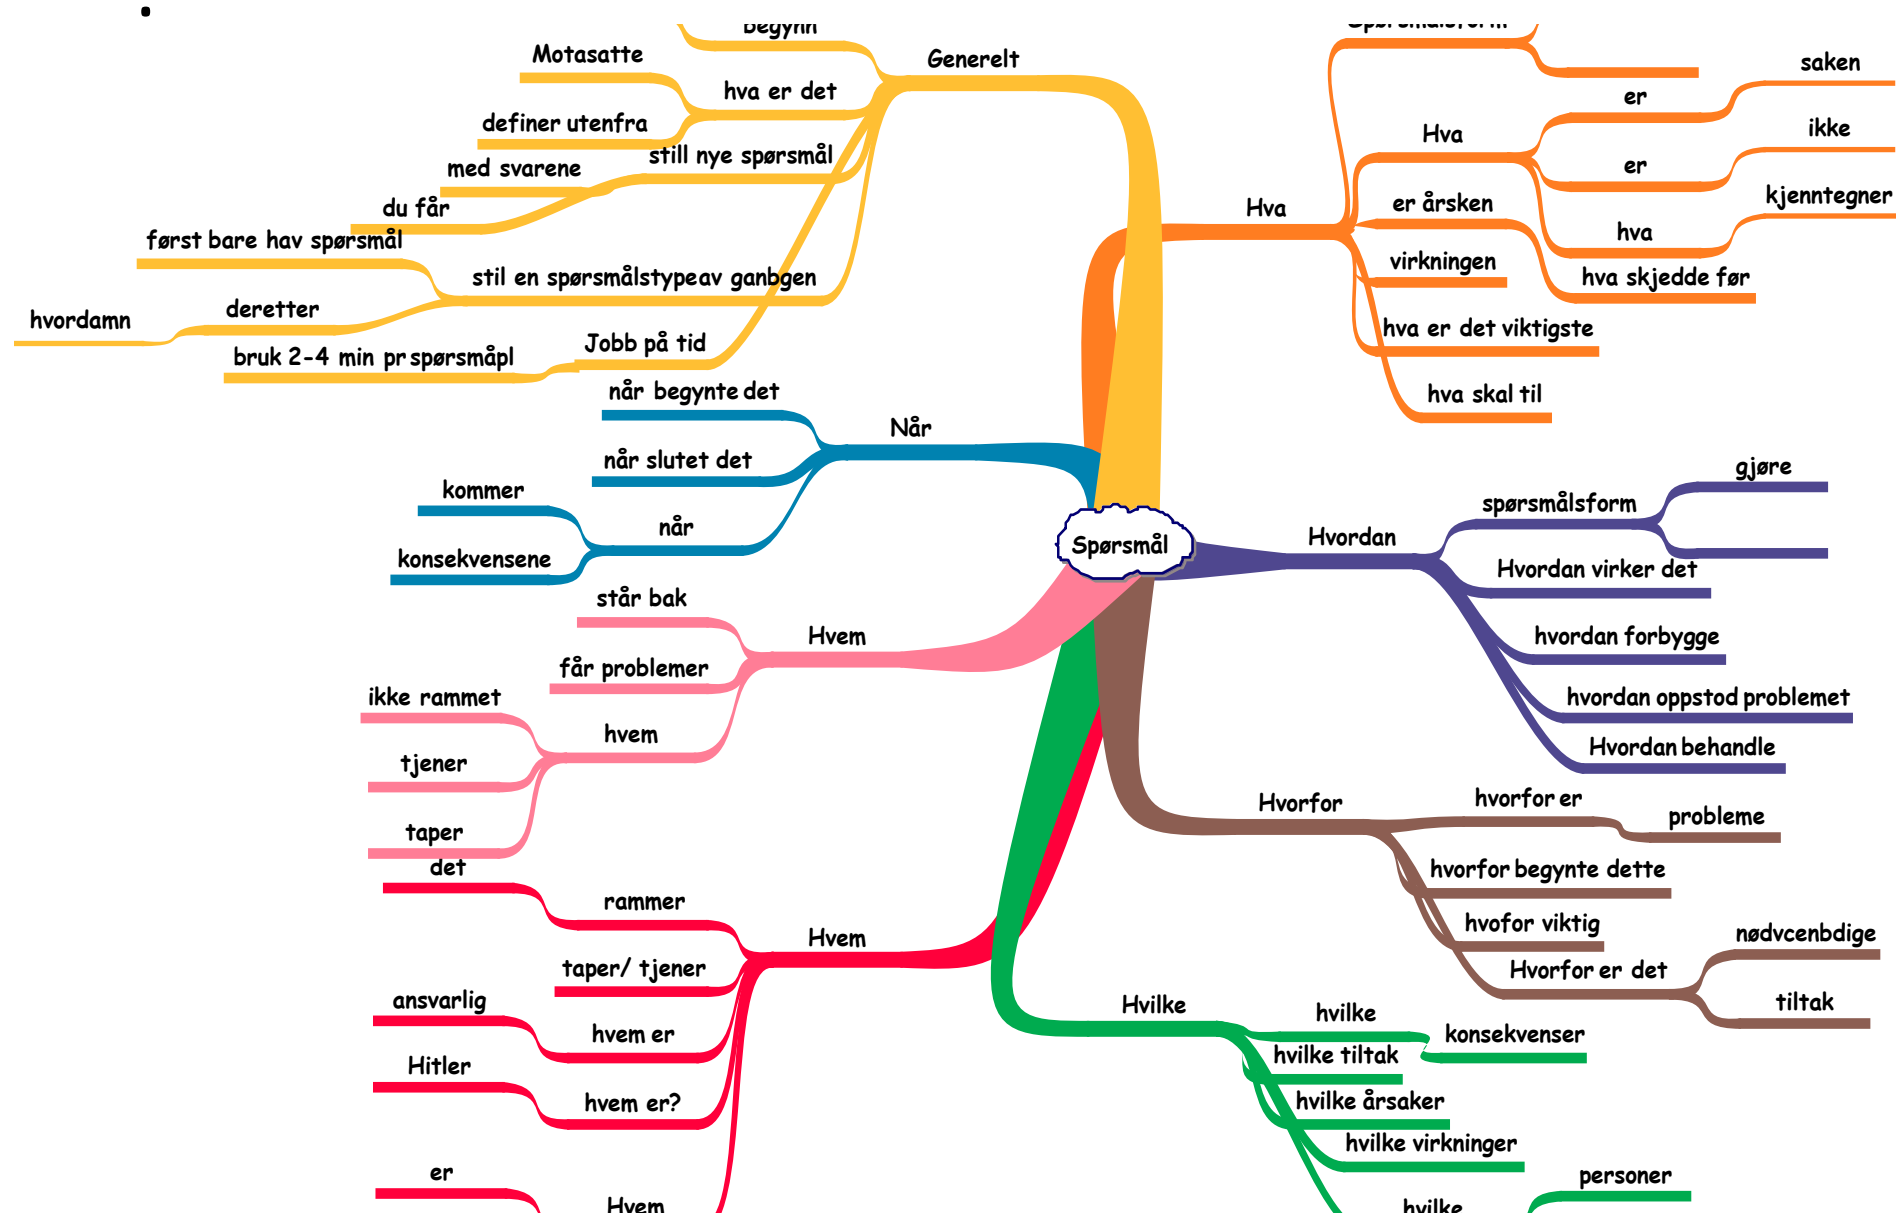 Spørsmål
Generelt
begynn
hva er det
Motasatte
definer utenfra
still nye spørsmål
med svarene
du får
stil en spørsmålstypeav ganbgen
først bare hav spørsmål
deretter
hvordamn
Jobb på tid
bruk 2-4 min pr spørsmåpl
Når
når begynte det
når slutet det
når
kommer
konsekvensene
Hvem
står bak
får problemer
hvem
ikke rammet
tjener
taper
Hvem
rammer
det
taper/ tjener
hvem er
ansvarlig
hvem er?
Hitler
Hvem
er
Hva
Spørsmålsform
Hva
er
saken
er
ikke
hva
kjenntegner
er årsken
hva skjedde før
virkningen
hva er det viktigste
hva skal til
Hvordan
spørsmålsform
gjøre
Hvordan virker det
hvordan forbygge
hvordan oppstod problemet
Hvordan behandle
Hvorfor
hvorfor er
probleme
hvorfor begynte dette
hvofor viktig
Hvorfor er det
nødvcenbdige
tiltak
Hvilke
hvilke
konsekvenser
hvilke tiltak
hvilke årsaker
hvilke virkninger
hvilke
personer